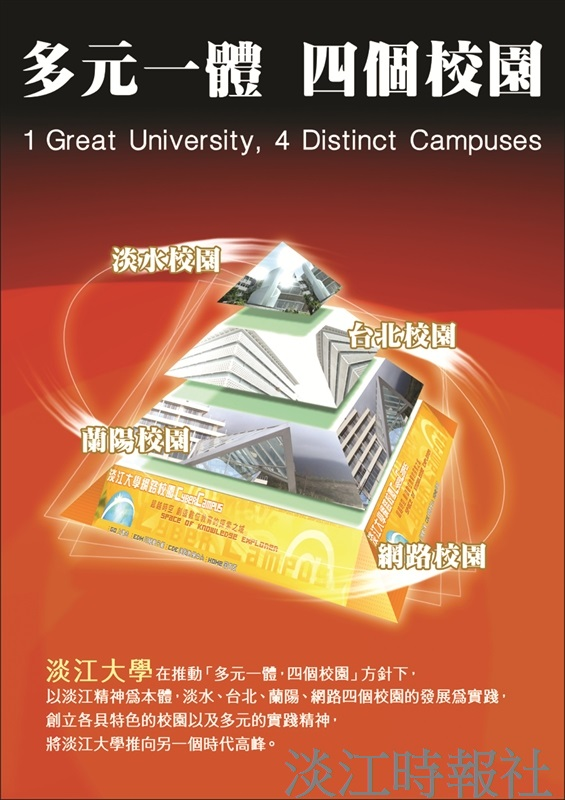 多元一體 四個校園
1 Great University, 4 Distinct Campuses
淡水校園
台北校園
蘭陽校園
淡江大學網路校園 CyberCampus
SPACE OF KNOWLEDGE EXPLORER
網路校園
淡江大學在推動「多元一體，四個校園」方針下，
以淡江精神為本體，淡水、台北、蘭陽、網路四個校園的發展為實踐，
創立各具特色的校園以及多元的實踐精神，
將淡江大學推向另一個時代高峰。
淡江時報社